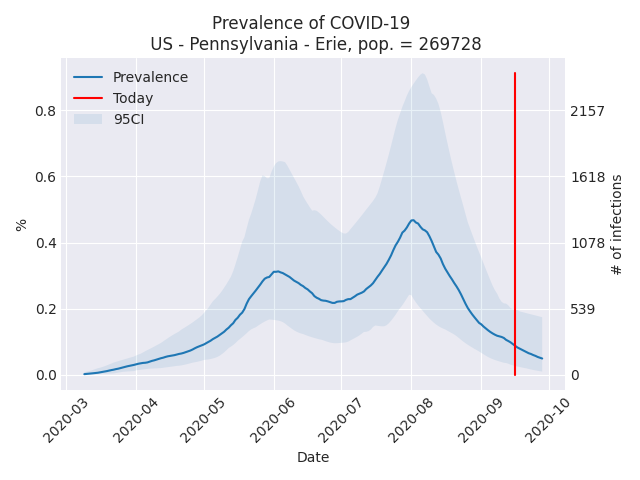 Prevalence of COVID-19
US - Pennsylvania - Erie, pop. = 269728
Prevalence
Today
95CI
%
0.8
0.6
0.4
0.2
0.0
2157
1618
1078
539
0
# of infections
2020-03
2020-04
2020-05
2020-06
2020-07
2020-08
2020-09
2020-10
Date